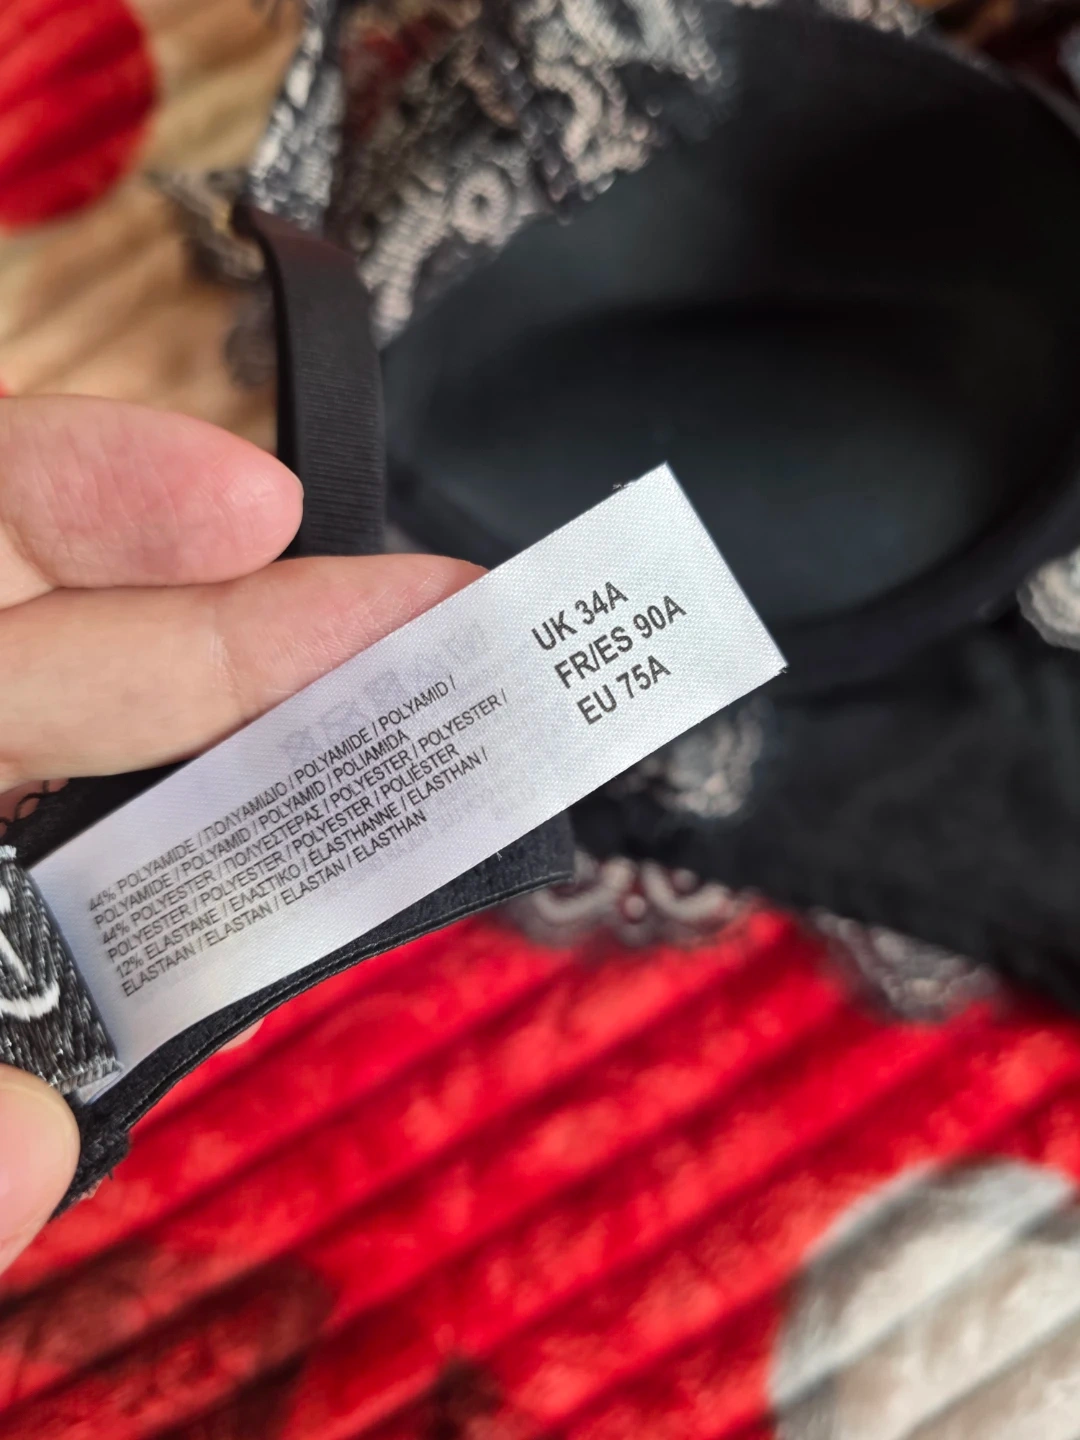 UK 34A
FR/ES 90A
EU 75A
44% POLYAMIDE / ΠΟΛΥΑΜΙΔΙΟ / POLYAMIDE / POLYAMID /
POLYAMIDE / POLYAMID / POLYAMID / POLIAMIDA
44% POLYESTER / ΠΟΛΥΕΣΤΕΡΑΣ / POLYESTER / POLYESTER /
POLYESTER / POLYESTER / POLYESTER / POLIÉSTER
12% ELASTANE / ΕΛΑΣΤΙΚΟ / ÉLASTHANNE / ELASTHAN /
ELASTAAN / ELASTAN / ELASTAN / ELASTHAN